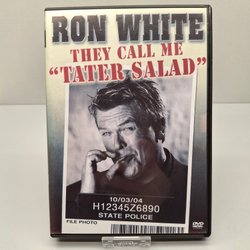 RON WHITE
THEY CALL ME
"TATER SALAD"
10/03/04
H12345Z6890
STATE POLICE
FILE PHOTO
DVD